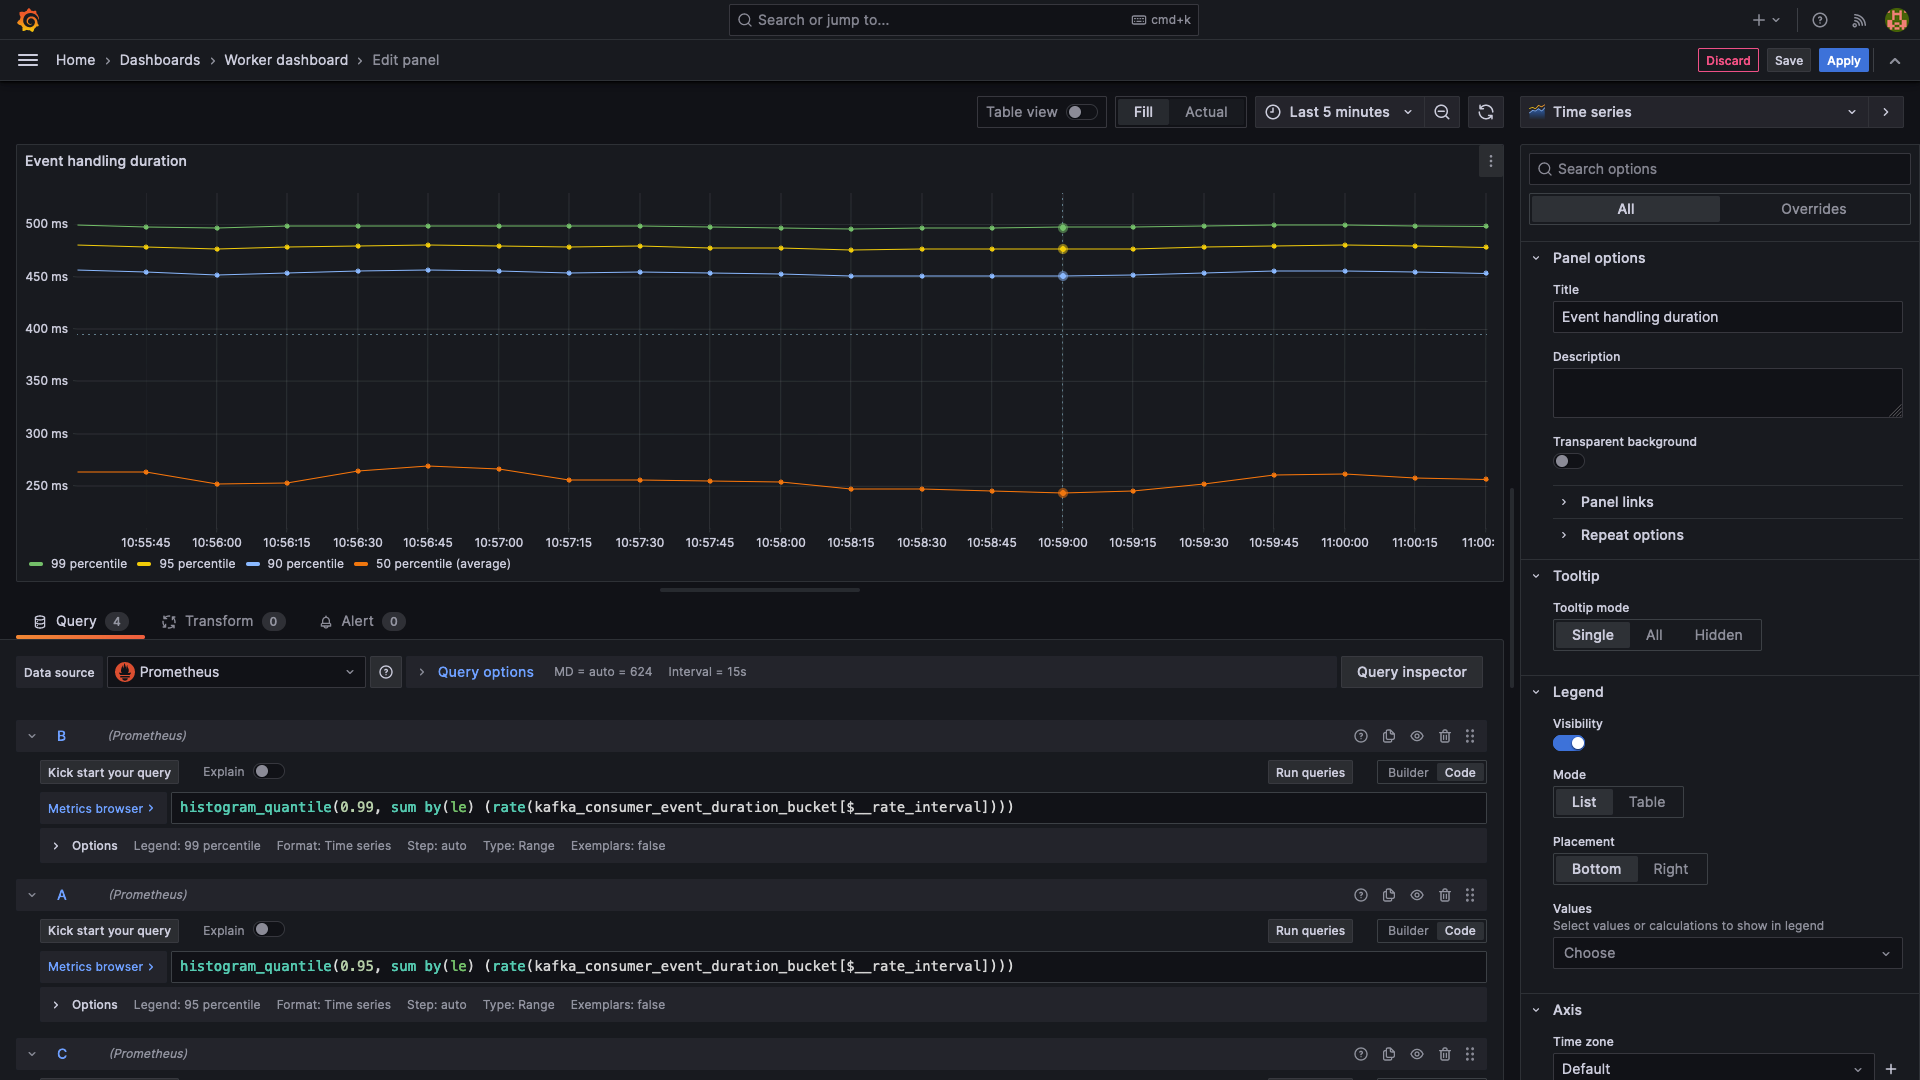 Search or jump to...
cmd+k
Home › Dashboards › Worker dashboard › Edit panel
Discard
Save
Apply
Table view
Fill
Actual
Last 5 minutes
Time series
Event handling duration
500 ms
450 ms
400 ms
350 ms
300 ms
250 ms
10:55:45 10:56:00 10:56:15 10:56:30 10:56:45 10:57:00 10:57:15 10:57:30 10:57:45 10:58:00 10:58:15 10:58:30 10:58:45 10:59:00 10:59:15 10:59:30 10:59:45 11:00:00 11:00:15 11:00:
99 percentile 95 percentile 90 percentile 50 percentile (average)
Query 4
Transform 0
Alert 0
Data source
Prometheus
Query options
MD = auto = 624
Interval = 15s
Query inspector
B (Prometheus)
Kick start your query
Explain
Run queries
Builder
Code
Metrics browser >
histogram_quantile(0.99, sum by(le) (rate(kafka_consumer_event_duration_bucket[$__rate_interval])))
Options Legend: 99 percentile Format: Time series Step: auto Type: Range Exemplars: false
A (Prometheus)
Kick start your query
Explain
Run queries
Builder
Code
Metrics browser >
histogram_quantile(0.95, sum by(le) (rate(kafka_consumer_event_duration_bucket[$__rate_interval])))
Options Legend: 95 percentile Format: Time series Step: auto Type: Range Exemplars: false
C (Prometheus)
Search options
All
Overrides
Panel options
Title
Event handling duration
Description
Transparent background
Panel links
Repeat options
Tooltip
Tooltip mode
Single
All
Hidden
Legend
Visibility
Mode
List
Table
Placement
Bottom
Right
Values
Select values or calculations to show in legend
Choose
Axis
Time zone
Default